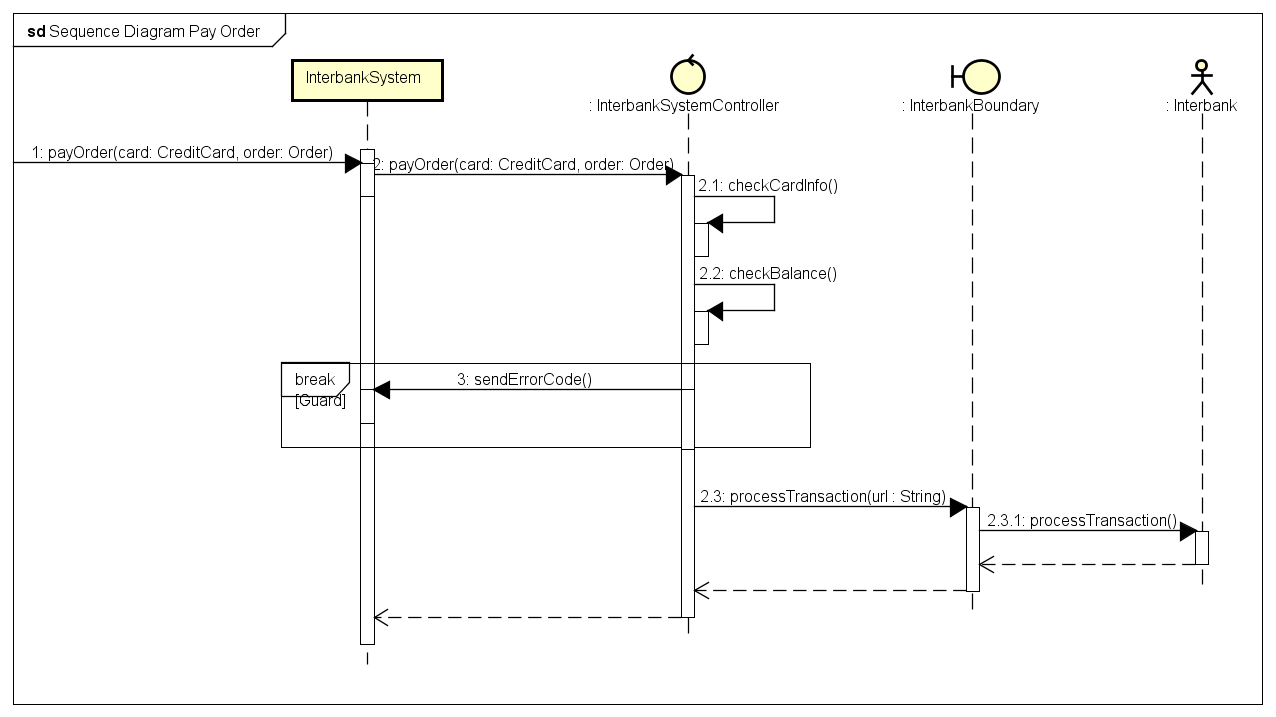 sd Sequence Diagram Pay Order
InterbankSystem
: InterbankSystemController
: InterbankBoundary
: Interbank
1: payOrder(card: CreditCard, order: Order)
2: payOrder(card: CreditCard, order: Order)
2.1: checkCardInfo()
2.2: checkBalance()
break
3: sendErrorCode()
[Guard]
2.3: processTransaction(url : String)
2.3.1: processTransaction()